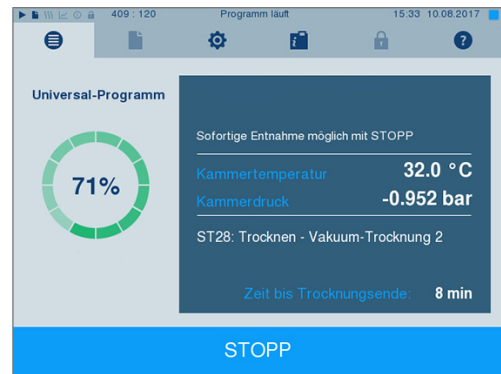 409 : 120 Programm läuft 15:33 10.08.2017
Universal-Programm
71%
Sofortige Entnahme möglich mit STOPP
Kammertemperatur 32.0 °C
Kammerdruck -0.952 bar
ST28: Trocknen - Vakuum-Trocknung 2
Zeit bis Trocknungsende: 8 min
STOPP